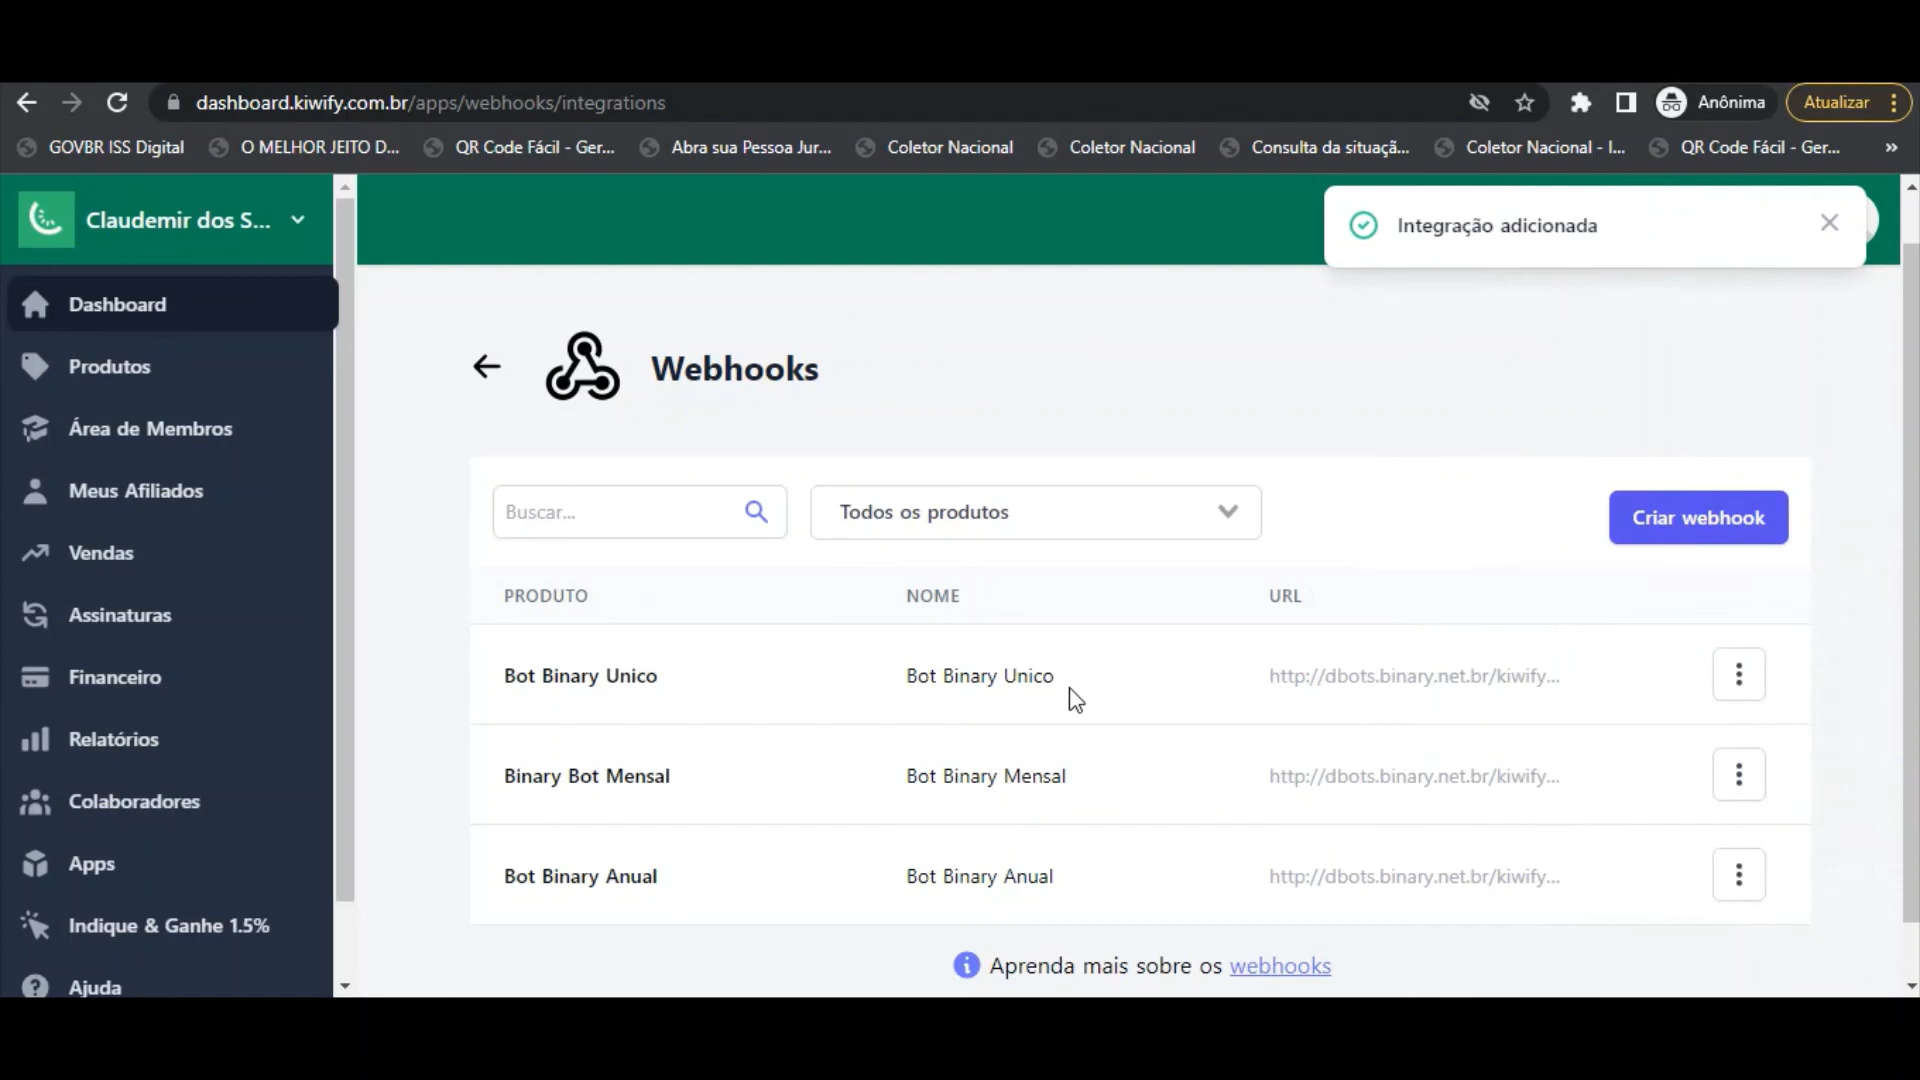 dashboard.kiwify.com.br/apps/webhooks/integrations
Anônima
Atualizar
GOVBR ISS Digital
O MELHOR JEITO D...
QR Code Fácil - Ger...
Abra sua Pessoa Jur...
Coletor Nacional
Coletor Nacional
Consulta da situaçã...
Coletor Nacional - I...
QR Code Fácil - Ger...
»
Claudemir dos S...
Integração adicionada
Dashboard
Produtos
Área de Membros
Meus Afiliados
Vendas
Assinaturas
Financeiro
Relatórios
Colaboradores
Apps
Indique & Ganhe 1.5%
Ajuda
Webhooks
Buscar...
Todos os produtos
Criar webhook
PRODUTO NOME URL
Bot Binary Unico Bot Binary Unico http://dbots.binary.net.br/kiwify...
Binary Bot Mensal Bot Binary Mensal http://dbots.binary.net.br/kiwify...
Bot Binary Anual Bot Binary Anual http://dbots.binary.net.br/kiwify...
Aprenda mais sobre os webhooks